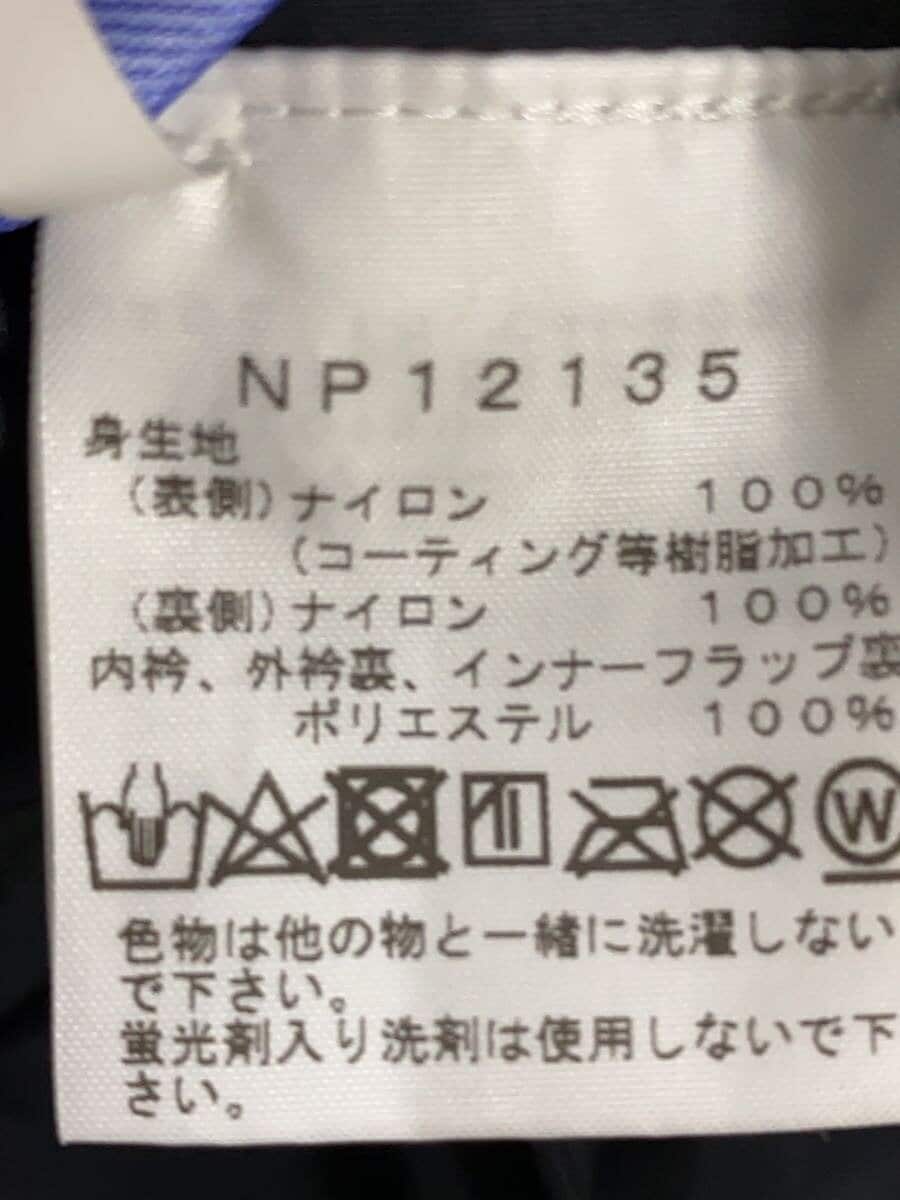 NP12135
身生地
(表側)ナイロン 100%
(コーティング等樹脂加工)
(裏側)ナイロン 100%
内衿、外衿裏、インナーフラップ裏
ポリエステル 100%
W
色物は他の物と一緒に洗濯しない
で下さい。
蛍光剤入り洗剤は使用しないで下
さい。